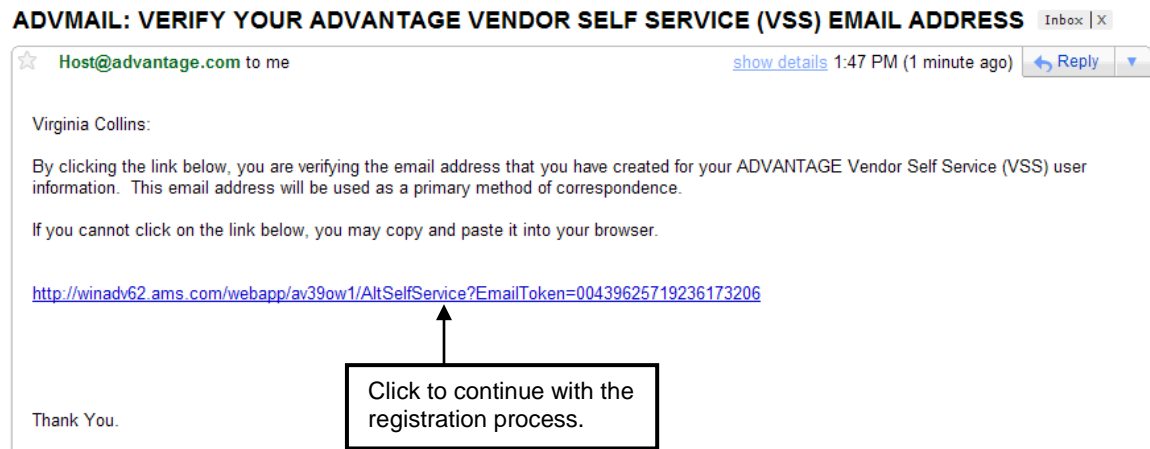 ADVMAIL: VERIFY YOUR ADVANTAGE VENDOR SELF SERVICE (VSS) EMAIL ADDRESS Inbox | X
Host@advantage.com to me show details 1:47 PM (1 minute ago) Reply
Virginia Collins:
By clicking the link below, you are verifying the email address that you have created for your ADVANTAGE Vendor Self Service (VSS) user
information. This email address will be used as a primary method of correspondence.
If you cannot click on the link below, you may copy and paste it into your browser.
http://winadv62.ams.com/webapp/av39ow1/AltSelfService?EmailToken=00439625719236173206
Click to continue with the
registration process.
Thank You.